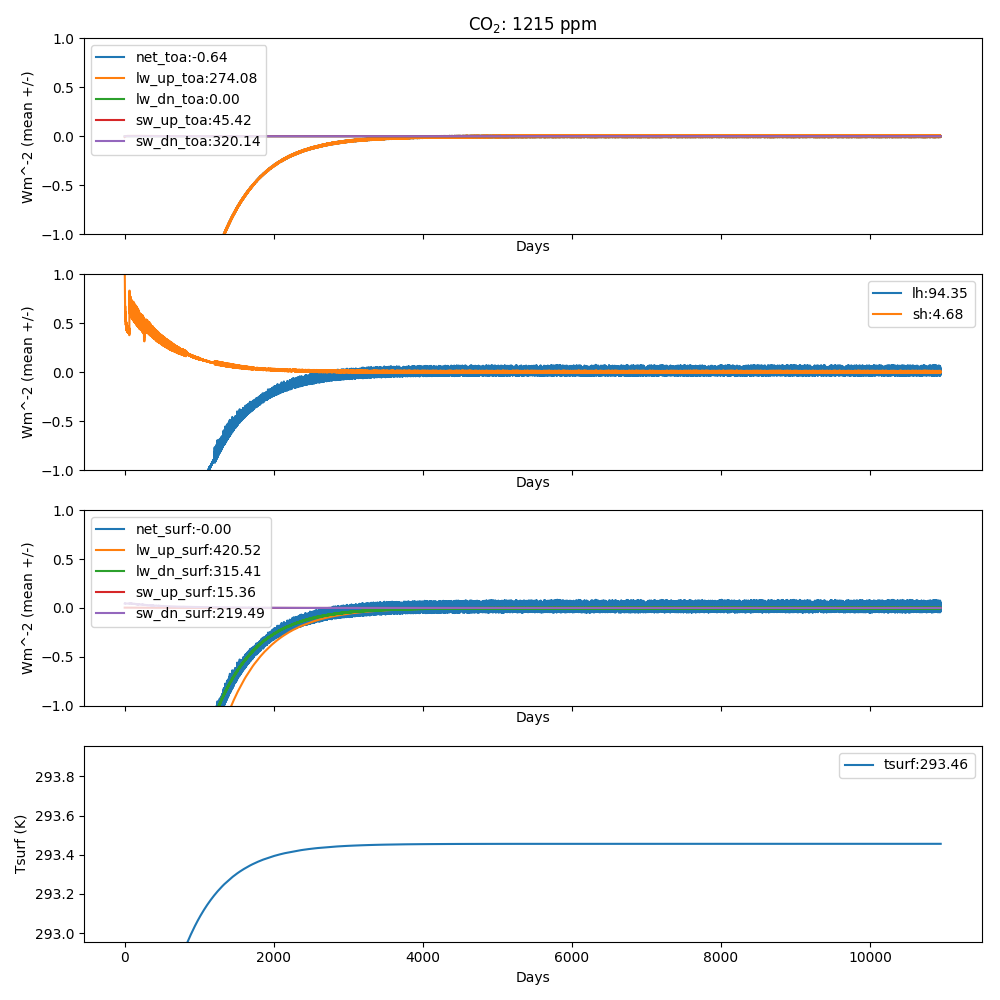 CO₂: 1215 ppm
1.0
0.5
0.0
−0.5
−1.0
Wm^-2 (mean +/-)
net_toa:-0.64
lw_up_toa:274.08
lw_dn_toa:0.00
sw_up_toa:45.42
sw_dn_toa:320.14
Days
1.0
0.5
0.0
−0.5
−1.0
Wm^-2 (mean +/-)
lh:94.35
sh:4.68
Days
1.0
0.5
0.0
−0.5
−1.0
Wm^-2 (mean +/-)
net_surf:-0.00
lw_up_surf:420.52
lw_dn_surf:315.41
sw_up_surf:15.36
sw_dn_surf:219.49
Days
293.8
293.6
293.4
293.2
293.0
Tsurf (K)
tsurf:293.46
0 2000 4000 6000 8000 10000
Days